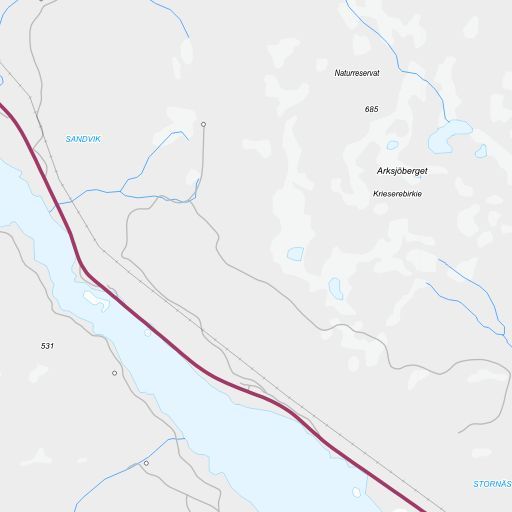 Naturreservat
685
SANDVIK
Arksjöberget
Krieserebirkie
531
STORNÄS